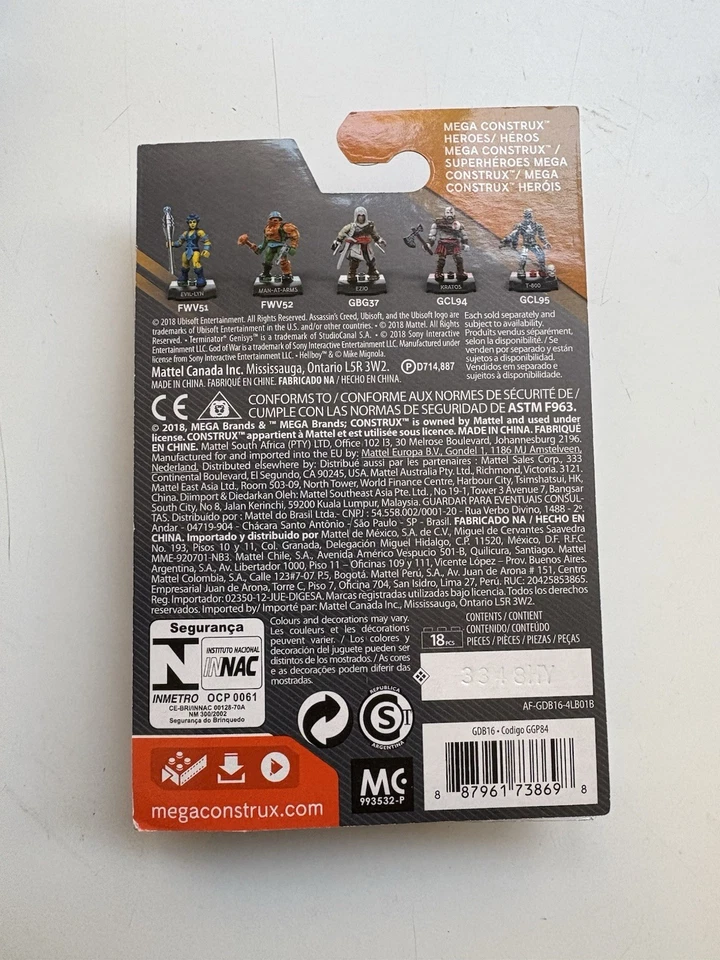 MEGA CONSTRUX™
HEROES/ HÉROS
MEGA CONSTRUX™ /
SUPERHÉROES MEGA
CONSTRUX™/ MEGA
CONSTRUX™ HERÓIS
EVIL-LYN
MAN-AT-ARMS
EZIO
KRATOS
T-800
FWV51
FWV52
GBG37
GCL94
GCL95
© 2018 Ubisoft Entertainment. All Rights Reserved. Assassin's Creed, Ubisoft, and the Ubisoft logo are
trademarks of Ubisoft Entertainment in the U.S. and/or other countries. • ™ 2018 Mattel. All Rights
Reserved. • Terminator® Genisys™ is a trademark of StudioCanal S.A. • © 2018 Sony Interactive
Entertainment LLC. God of War is a trademark of Sony Interactive Entertainment LLC. Manufactured under
license from Sony Interactive Entertainment LLC. • Hellboy™ & © Mike Mignola.
Each sold separately and
subject to availability.
Produits vendus séparément,
selon la disponibilité. / Se
venden por separado y están
sujetos a disponibilidad.
Vendidos em separado e
sujeito à disponibilidade.
Mattel Canada Inc. Mississauga, Ontario L5R 3W2. P D714,887
MADE IN CHINA. FABRIQUÉ EN CHINE. FABRICADO NA / HECHO EN CHINA.
CE
CONFORMS TO / CONFORME AUX NORMES DE SÉCURITÉ DE /
CUMPLE CON LAS NORMAS DE SEGURIDAD DE ASTM F963.
© 2018, MEGA Brands & ™ MEGA Brands; CONSTRUX® is owned by Mattel and used under
license. CONSTRUX® appartient à Mattel et est utilisée sous licence. MADE IN CHINA. FABRIQUÉ
EN CHINE. Mattel South Africa (PTY) LTD, Office 102 I3, 30 Melrose Boulevard, Johannesburg 2196.
Manufactured for and imported into the EU by: Mattel Europa B.V., Gondel 1, 1186 MJ Amstelveen,
Nederland. Distributed elsewhere by: Distribué aussi par les partenaires : Mattel Sales Corp. 333
Continental Boulevard, El Segundo, CA 90245, USA. Mattel Australia Pty Ltd., Richmond, Victoria. 3121.
Mattel East Asia Ltd., Room 503-09, North Tower, World Finance Centre, Harbour City, Tsimshatsui, HK,
China. Diimport & Diedarkan Oleh: Mattel Southeast Asia Pte. Ltd., No 19-1, Tower 3 Avenue 7, Bangsar
South City, No 8, Jalan Kerinchi, 59200 Kuala Lumpur, Malaysia. GUARDAR PARA EVENTUAIS CONSUL-
TAS. Distribuido por : Mattel do Brasil Ltda.- CNPJ : 54.558.002/0001-20 - Rua Verbo Divino, 1488 - 2º.
Andar - 04719-904 - Chácara Santo Antônio - São Paulo - SP - Brasil. FABRICADO NA / HECHO EN
CHINA. Importado y distribuido por Mattel de México, S.A. de C.V., Miguel de Cervantes Saavedra
No. 193, Pisos 10 y 11, Col. Granada, Delegación Miguel Hidalgo, C.P. 11520, México, D.F. R.F.C.
MME-920701-NB3. Mattel Chile, S.A., Avenida Américo Vespucio 501-B, Quilicura, Santiago. Mattel
Argentina, S.A., Av. Libertador 1000, Piso 11 - Oficinas 109 y 111, Vicente López - Prov. Buenos Aires.
Mattel Colombia, S.A., Calle 123#7-07 P.5, Bogotá. Mattel Perú, S.A., Av. Juan de Arona # 151, Centro
Empresarial Juan de Arona, Torre C, Piso 7, Oficina 704, San Isidro, Lima 27, Perú. RUC: 20425853865.
Reg. Importador: 02350-12-JUE-DIGESA. Marcas registradas utilizadas bajo licencia. Todos los derechos
reservados. Imported by/ Importé par: Mattel Canada Inc., Mississauga, Ontario L5R 3W2.
Segurança
N
INSTITUTO NACIONAL
INNAC
INMETRO OCP 0061
CE-BRI/INNAC 00128-70A
NM 300/2002
Segurança do Brinquedo
Colours and decorations may vary.
Les couleurs et les décorations
peuvent varier. / Los colores y
decoración del juguete pueden ser
distintos de los mostrados. / As cores
e as decorações podem diferir das
mostradas.
18 PCS
CONTENTS / CONTENT
CONTENIDO / CONTEÚDO
PIECES / PIÈCES / PIEZAS / PEÇAS
334 8HY
REPUBLICA
S
ARGENTINA
AF-GDB16-4LB01B
GDB16 • Codigo GGP84
8 87961 73869 8
MC
993532-P
megaconstrux.com